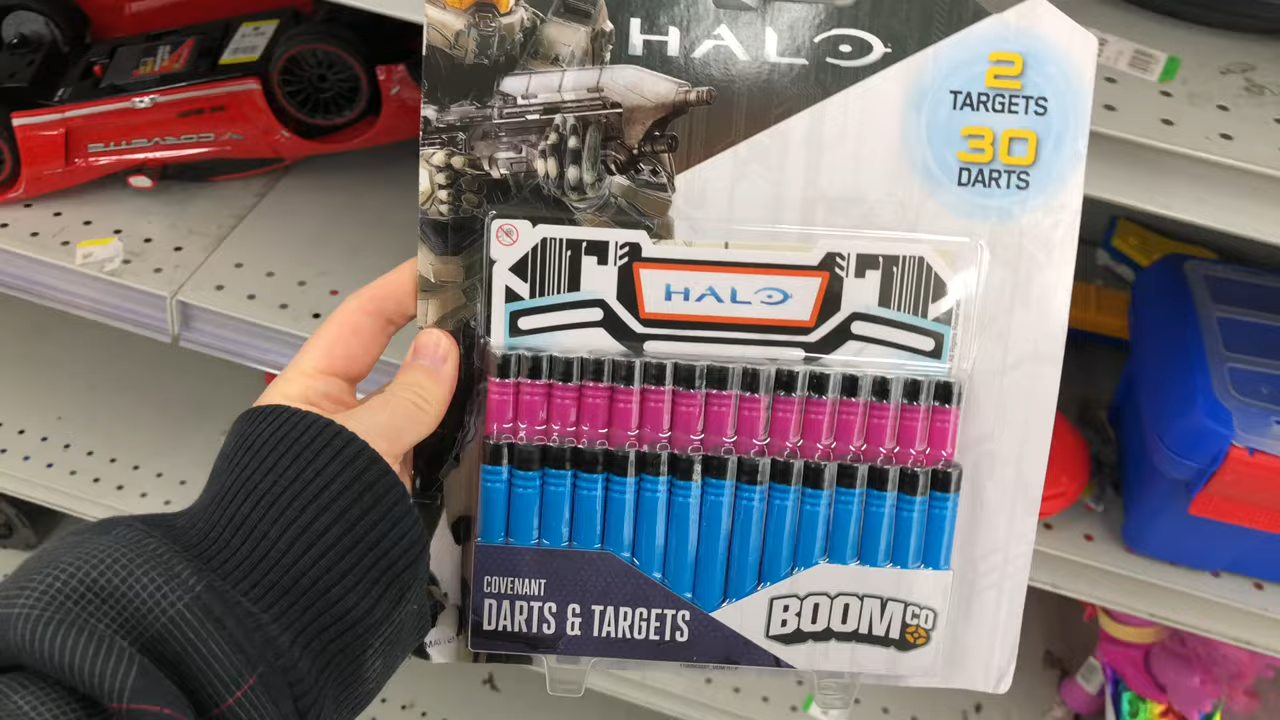 HALO
2
TARGETS
30
DARTS
CORVETTE
HALO
COVENANT
DARTS & TARGETS
BOOMCO